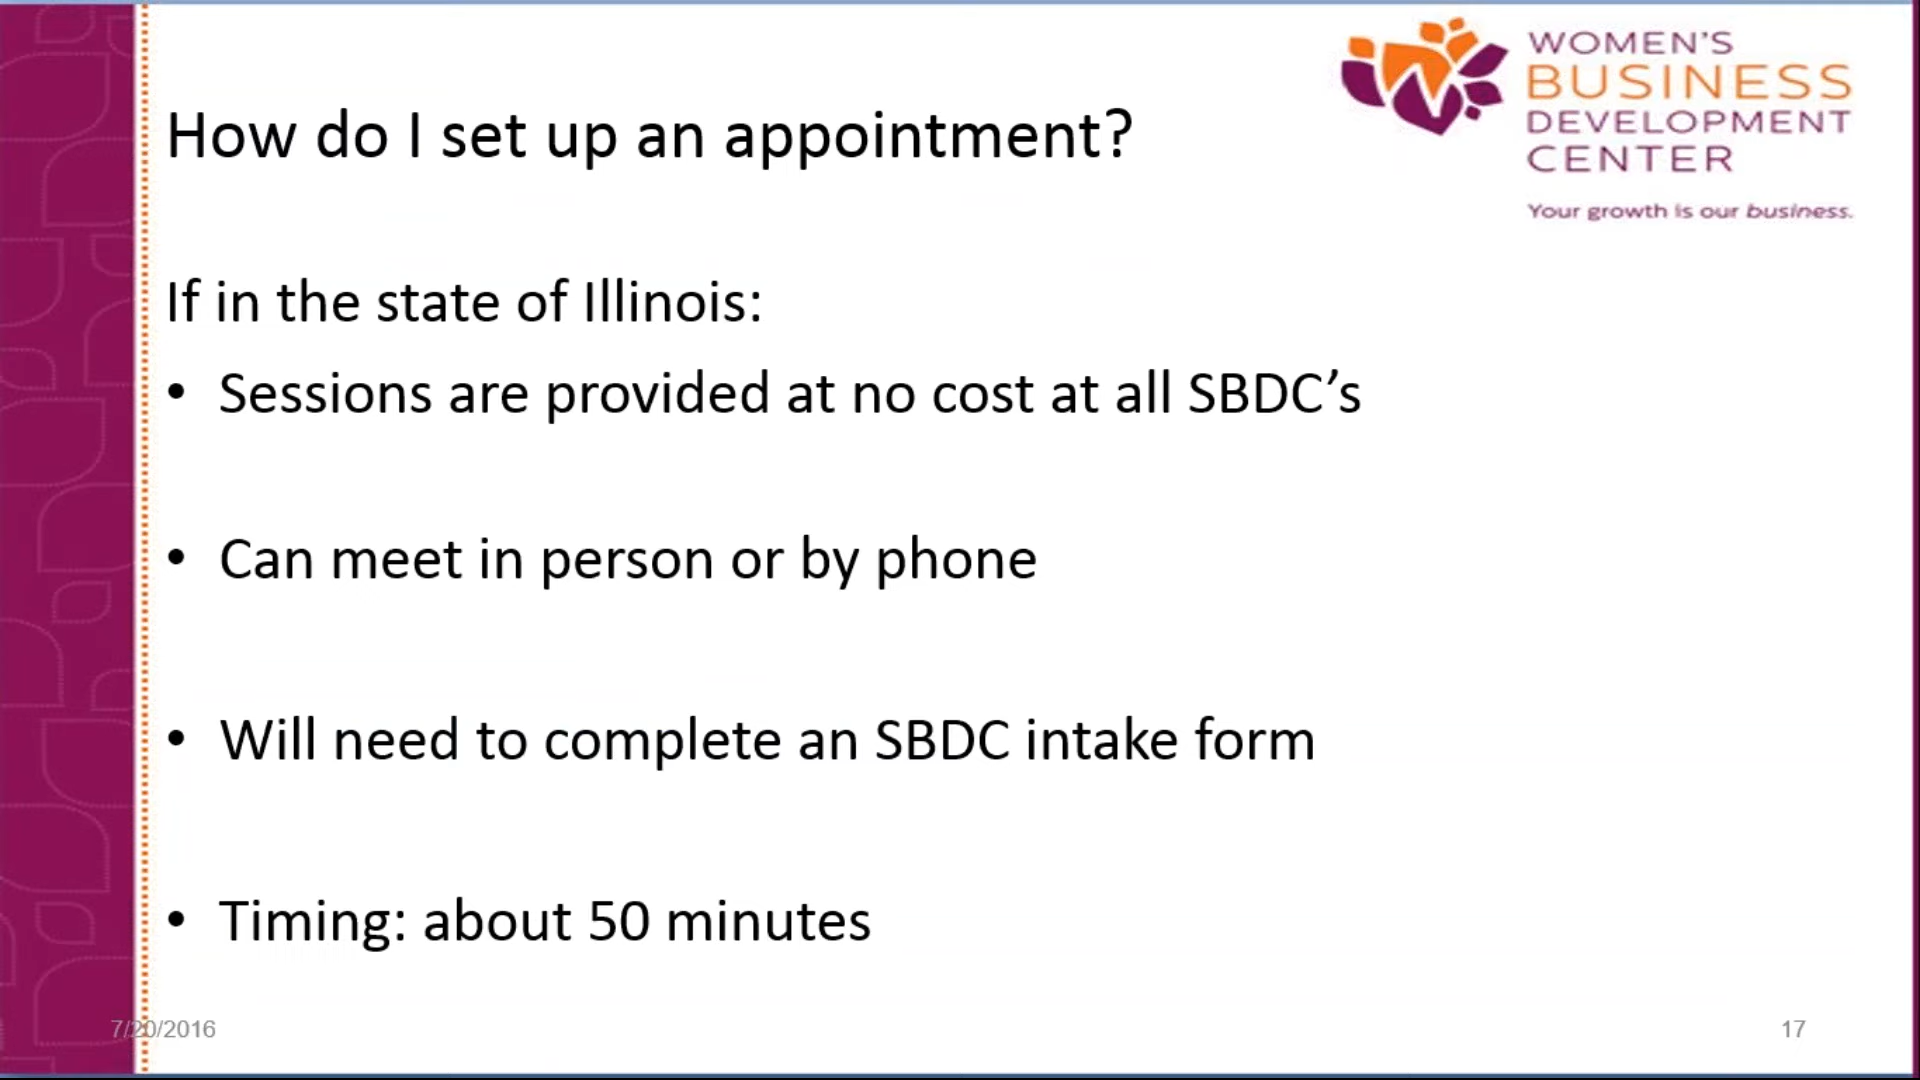 WOMEN'S
BUSINESS
DEVELOPMENT
CENTER
Your growth is our business.
How do I set up an appointment?
If in the state of Illinois:
• Sessions are provided at no cost at all SBDC’s
• Can meet in person or by phone
• Will need to complete an SBDC intake form
• Timing: about 50 minutes
7/20/2016
17